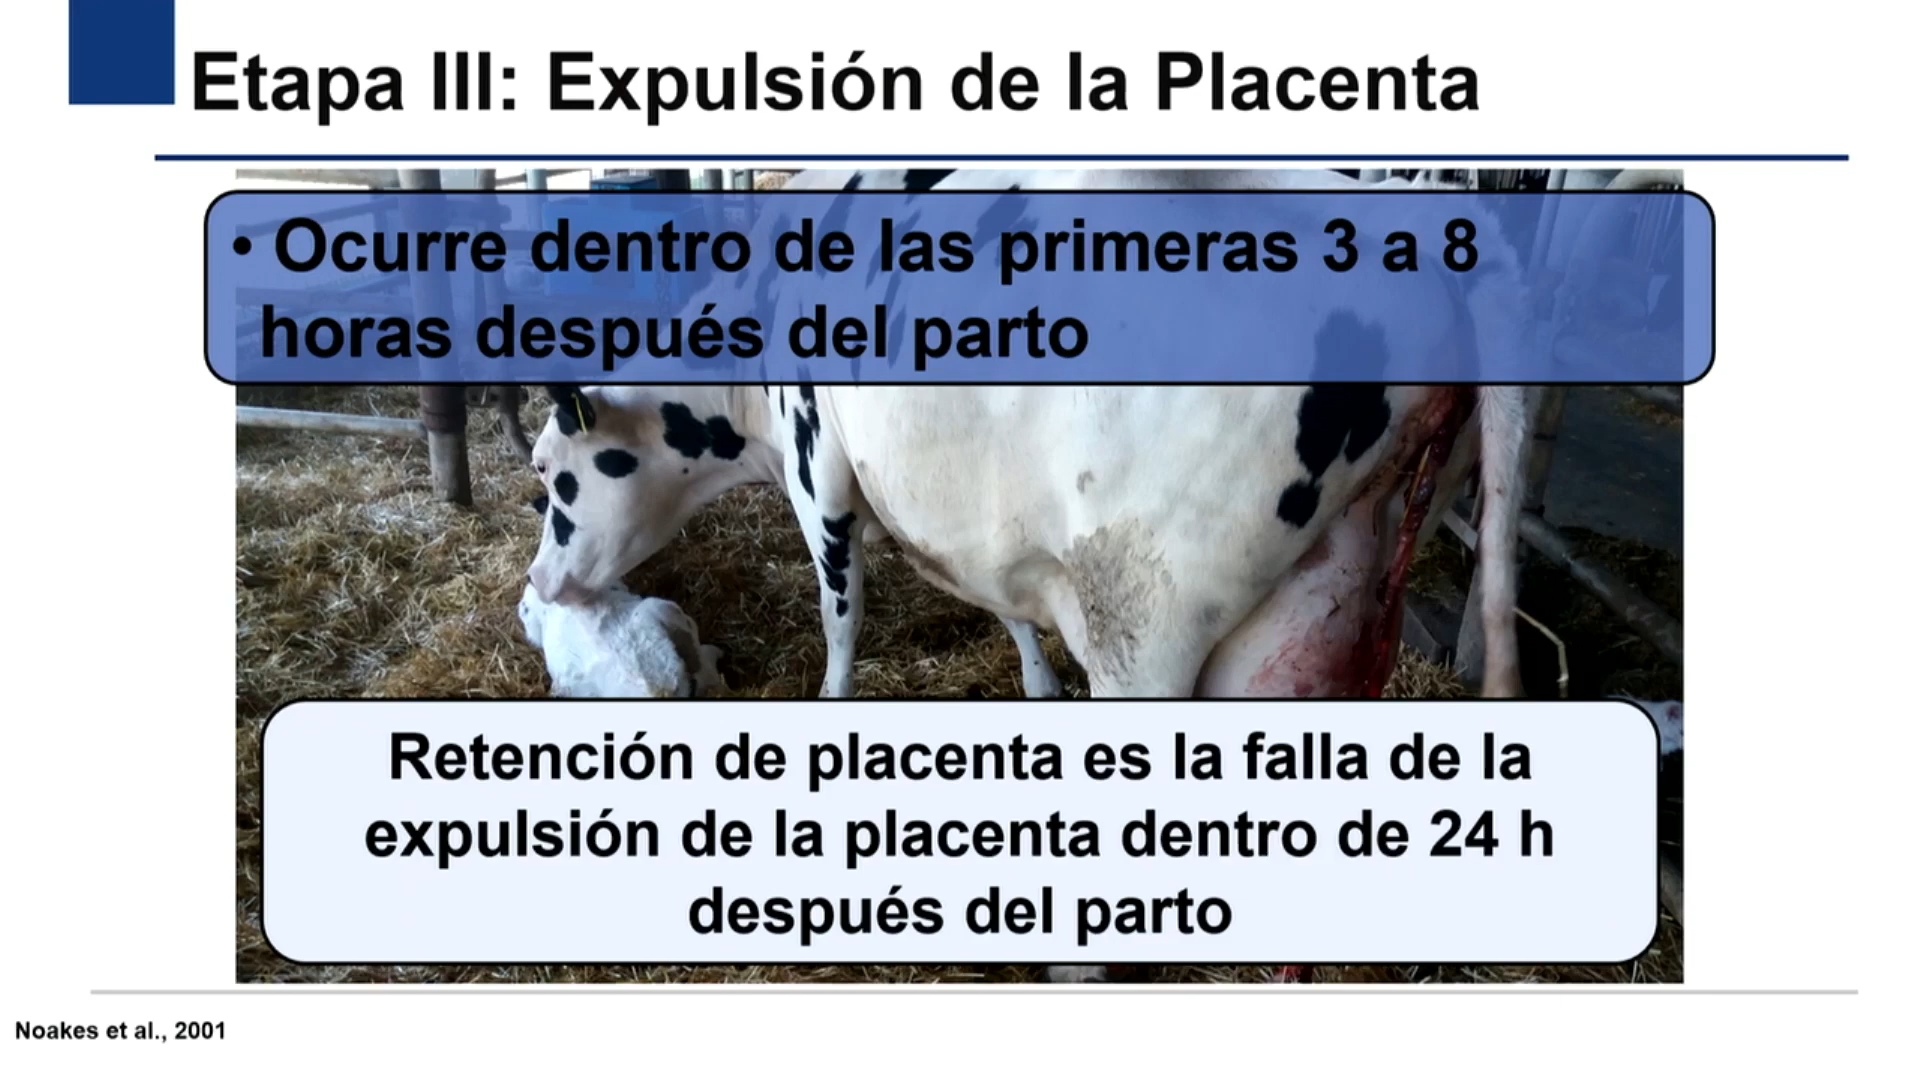 Etapa III: Expulsión de la Placenta
• Ocurre dentro de las primeras 3 a 8
horas después del parto
Retención de placenta es la falla de la
expulsión de la placenta dentro de 24 h
después del parto
Noakes et al., 2001